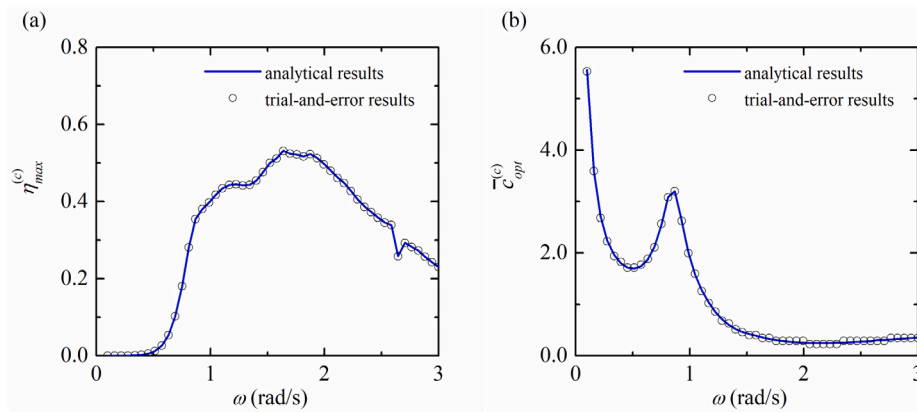 (a)
0.8
0.6
0.4
0.2
0.0
η_max^(c)
analytical results
trial-and-error results
0 1 2 3
ω (rad/s)
(b)
6.0
4.0
2.0
0.0
c̄_opt^(c)
analytical results
trial-and-error results
0 1 2 3
ω (rad/s)